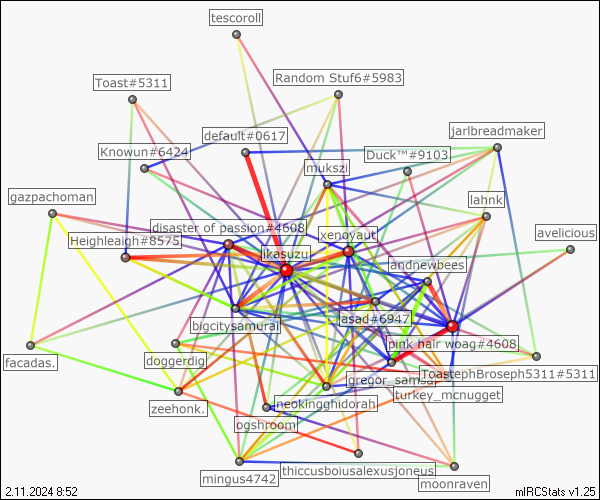 tescoroll
Random Stuf6#5983
Toast#5311
default#0617
jarlbreadmaker
Knowun#6424
Duck™#9103
mukszi
gazpachoman
lahnk
disaster of passion#4608
xenoyaut
avelicious
Heighleaigh#8575
ikasuzu
andnewbees
bigcitysamurai
lasad#6947
pink hair woag#4608
facadas.
doggerdig
gregor_samsa
ToastephBroseph5311#5311
turkey_mcnugget
zeehonk.
neokingghidorah
ogshroom
mingus4742
thiccusboiusalexusjoneus
moonraven
2.11.2024 8:52
mIRCStats v1.25